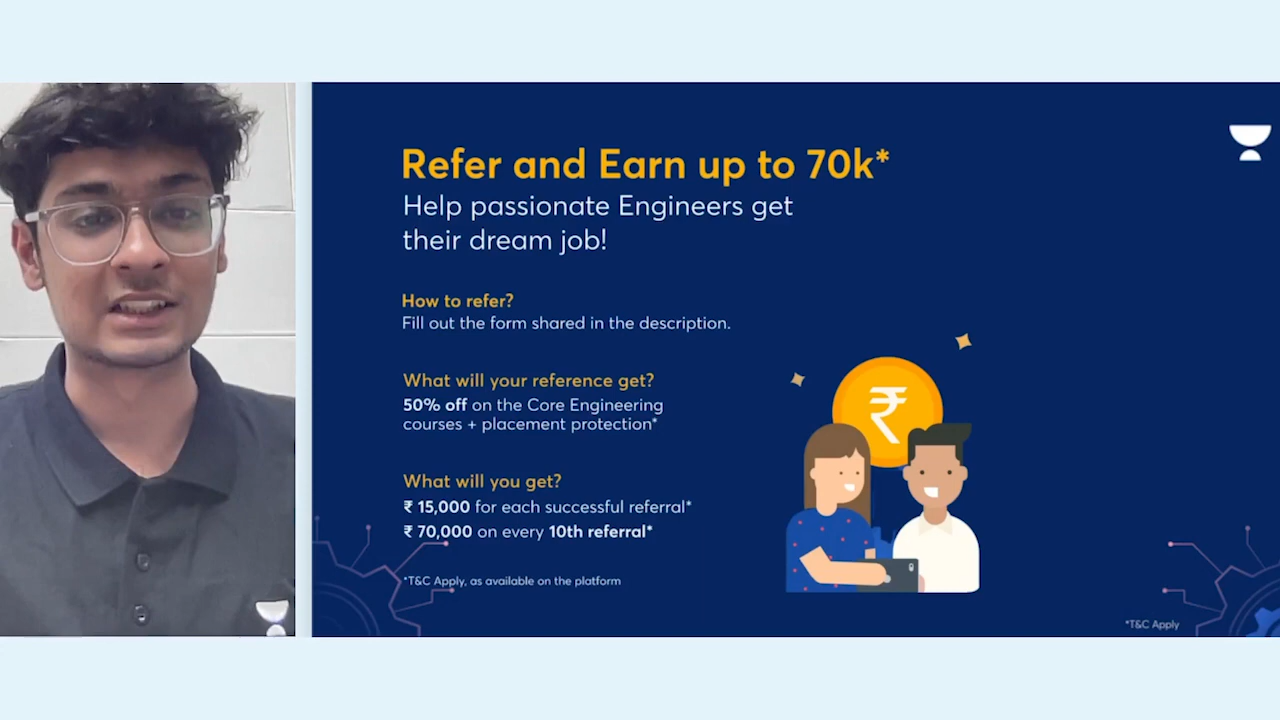 Refer and Earn up to 70k*
Help passionate Engineers get
their dream job!
How to refer?
Fill out the form shared in the description.
What will your reference get?
50% off on the Core Engineering
courses + placement protection*
What will you get?
₹ 15,000 for each successful referral*
₹ 70,000 on every 10th referral*
*T&C Apply, as available on the platform
₹
*T&C Apply